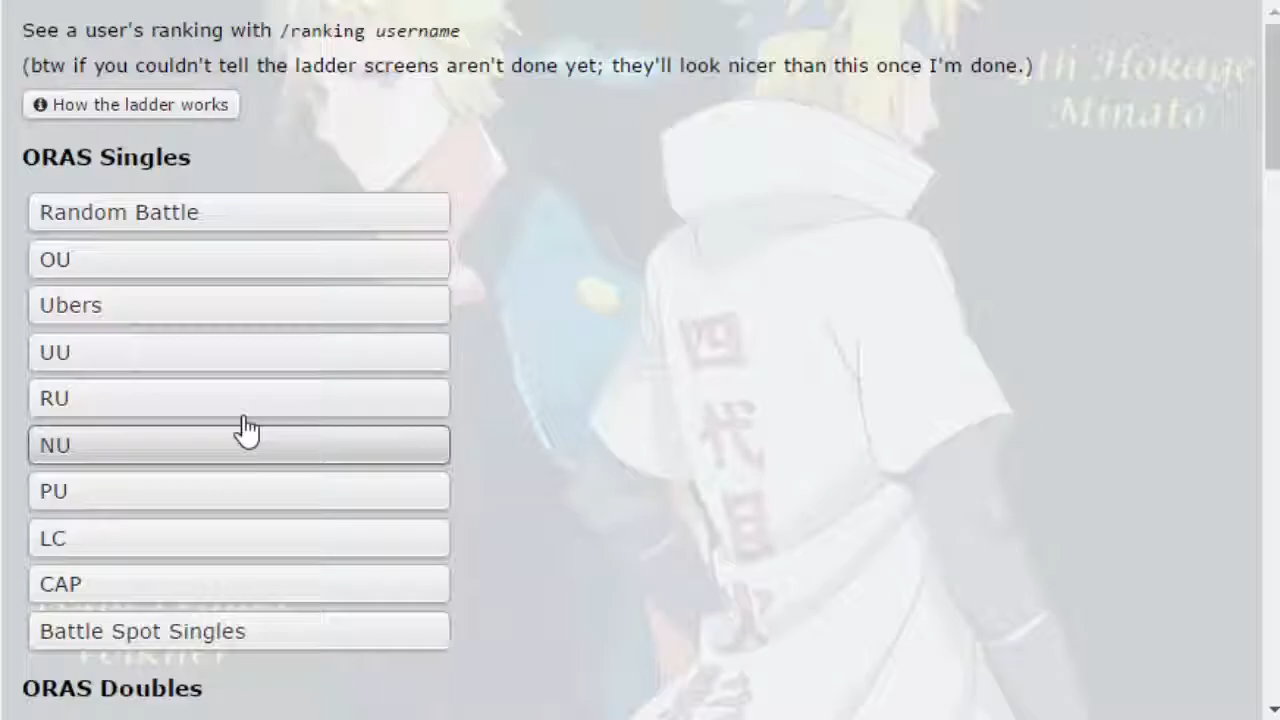 See a user's ranking with /ranking username
(btw if you couldn't tell the ladder screens aren't done yet; they'll look nicer than this once I'm done.)
Hokage
Minato
How the ladder works
ORAS Singles
Random Battle
OU
Ubers
UU
RU
NU
PU
LC
CAP
Battle Spot Singles
ORAS Doubles
四代目火